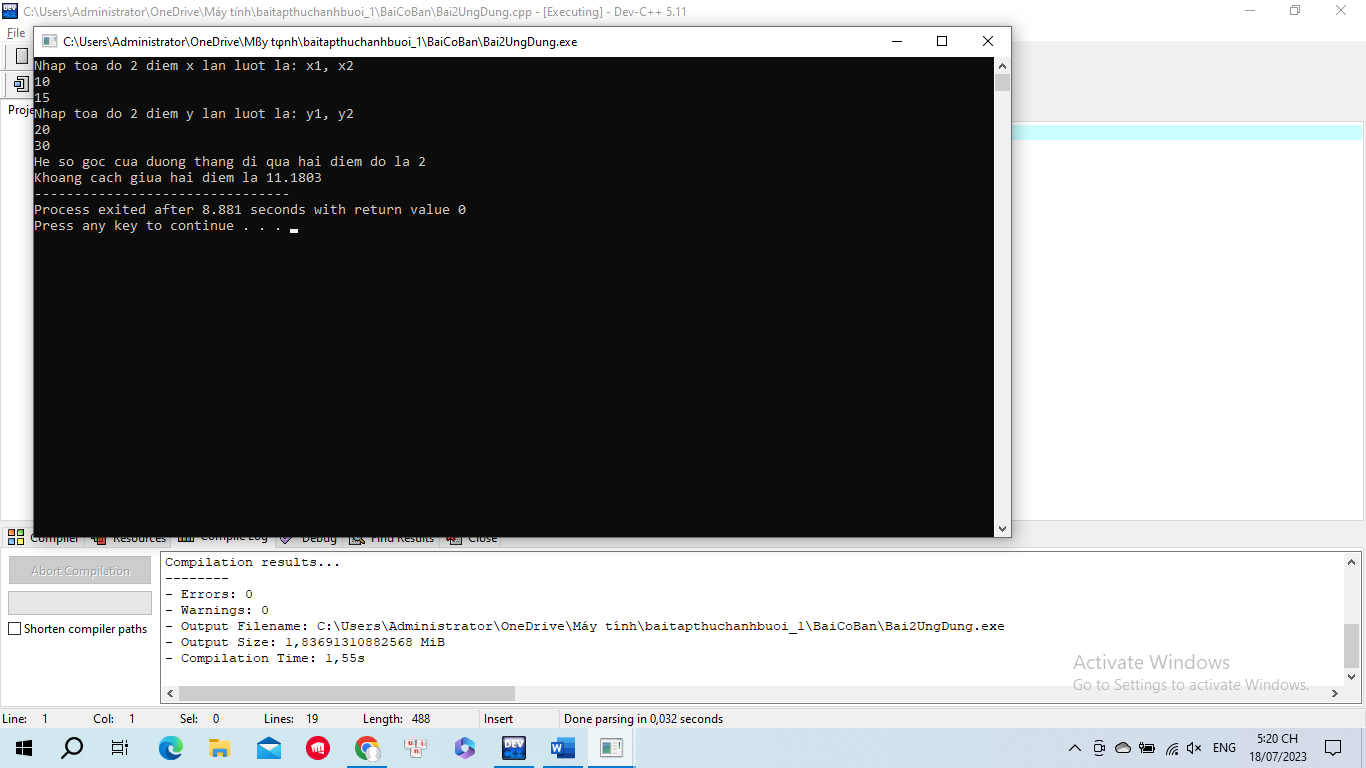 C:\Users\Administrator\OneDrive\Máy tính\baitapthuchanhbuoi_1\BaiCoBan\Bai2UngDung.cpp - [Executing] - Dev-C++ 5.11
File
C:\Users\Administrator\OneDrive\Mßy tφnh\baitapthuchanhbuoi_1\BaiCoBan\Bai2UngDung.exe
Proje
Nhap toa do 2 diem x lan luot la: x1, x2
10
15
Nhap toa do 2 diem y lan luot la: y1, y2
20
30
He so goc cua duong thang di qua hai diem do la 2
Khoang cach giua hai diem la 11.1803
--------------------------------
Process exited after 8.881 seconds with return value 0
Press any key to continue . . .
Compiler Resources Compile Log Debug Find Results Close
Abort Compilation
Shorten compiler paths
Compilation results...
--------
- Errors: 0
- Warnings: 0
- Output Filename: C:\Users\Administrator\OneDrive\Máy tính\baitapthuchanhbuoi_1\BaiCoBan\Bai2UngDung.exe
- Output Size: 1,83691310882568 MiB
- Compilation Time: 1,55s
Activate Windows
Go to Settings to activate Windows.
Line: 1 Col: 1 Sel: 0 Lines: 19 Length: 488 Insert Done parsing in 0,032 seconds
DEV C++
W
ENG
5:20 CH
18/07/2023